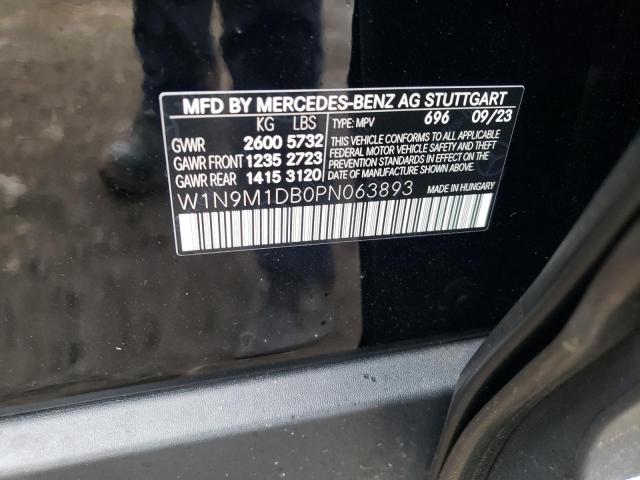 MFD BY MERCEDES-BENZ AG STUTTGART
KG LBS TYPE: MPV 696 09/23
GVWR 2600 5732
GAWR FRONT 1235 2723
GAWR REAR 1415 3120
THIS VEHICLE CONFORMS TO ALL APPLICABLE
FEDERAL MOTOR VEHICLE SAFETY AND THEFT
PREVENTION STANDARDS IN EFFECT ON THE
DATE OF MANUFACTURE SHOWN ABOVE.
W1N9M1DB0PN063893 MADE IN HUNGARY